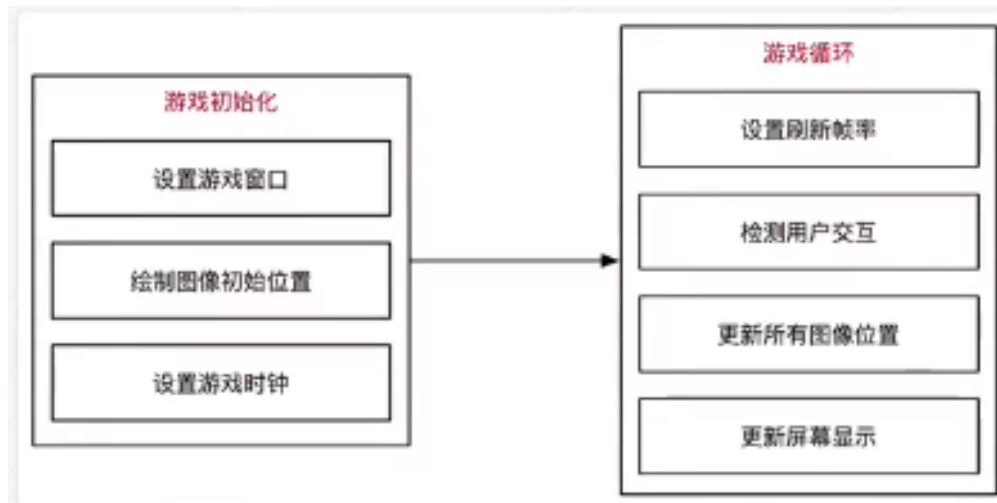 游戏初始化
设置游戏窗口
绘制图像初始位置
设置游戏时钟
游戏循环
设置刷新帧率
检测用户交互
更新所有图像位置
更新屏幕显示